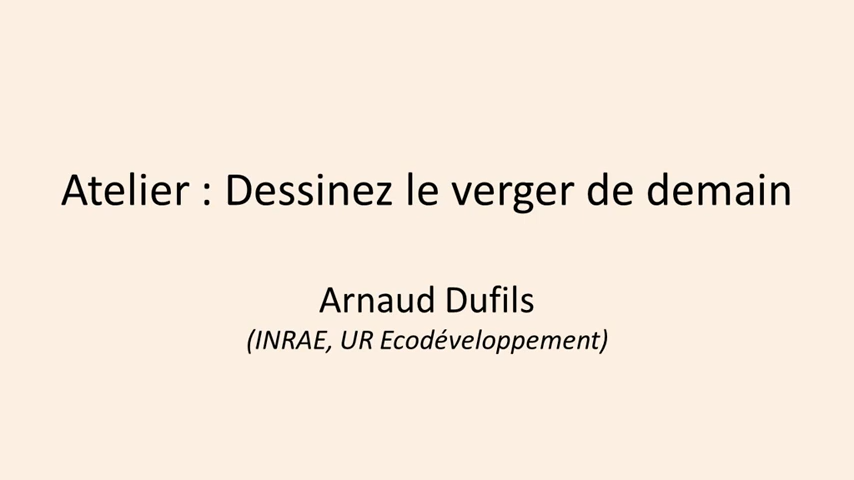 Atelier : Dessinez le verger de demain
Arnaud Dufils
(INRAE, UR Ecodéveloppement)